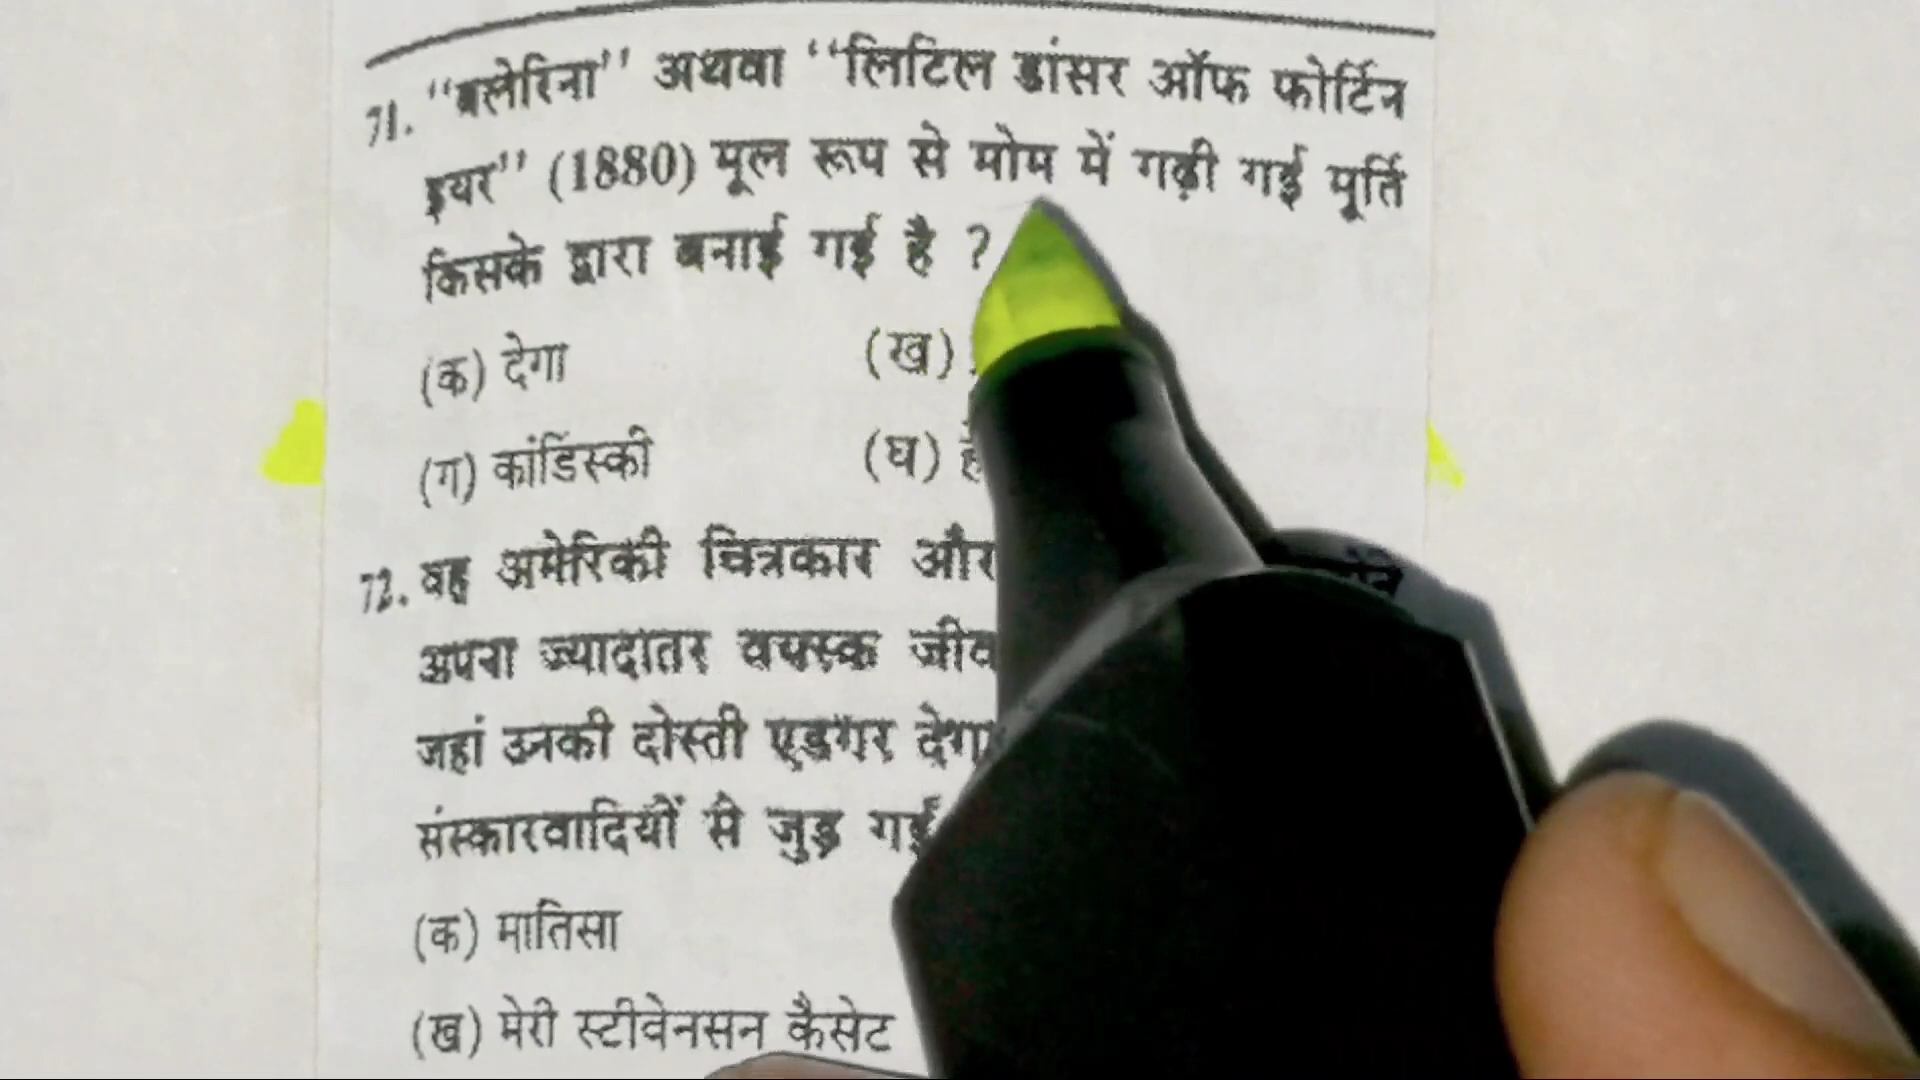 71. "बलेरिना" अथवा "लिटिल डांसर ऑफ फोर्टिन
इयर" (1880) मूल रूप से मोम में गढ़ी गई मूर्ति
किसके द्वारा बनाई गई है ?
(क) देगा (ख)
(ग) कांडिंस्की (घ)
72. वह अमेरिकी चित्रकार और
अपना ज्यादातर वयस्क
जहां उनकी दोस्ती एडगर देगा
संस्कारवादियों से जुड़ गई
(क) मातिसा
(ख) मेरी स्टीवेनसन कैसेट